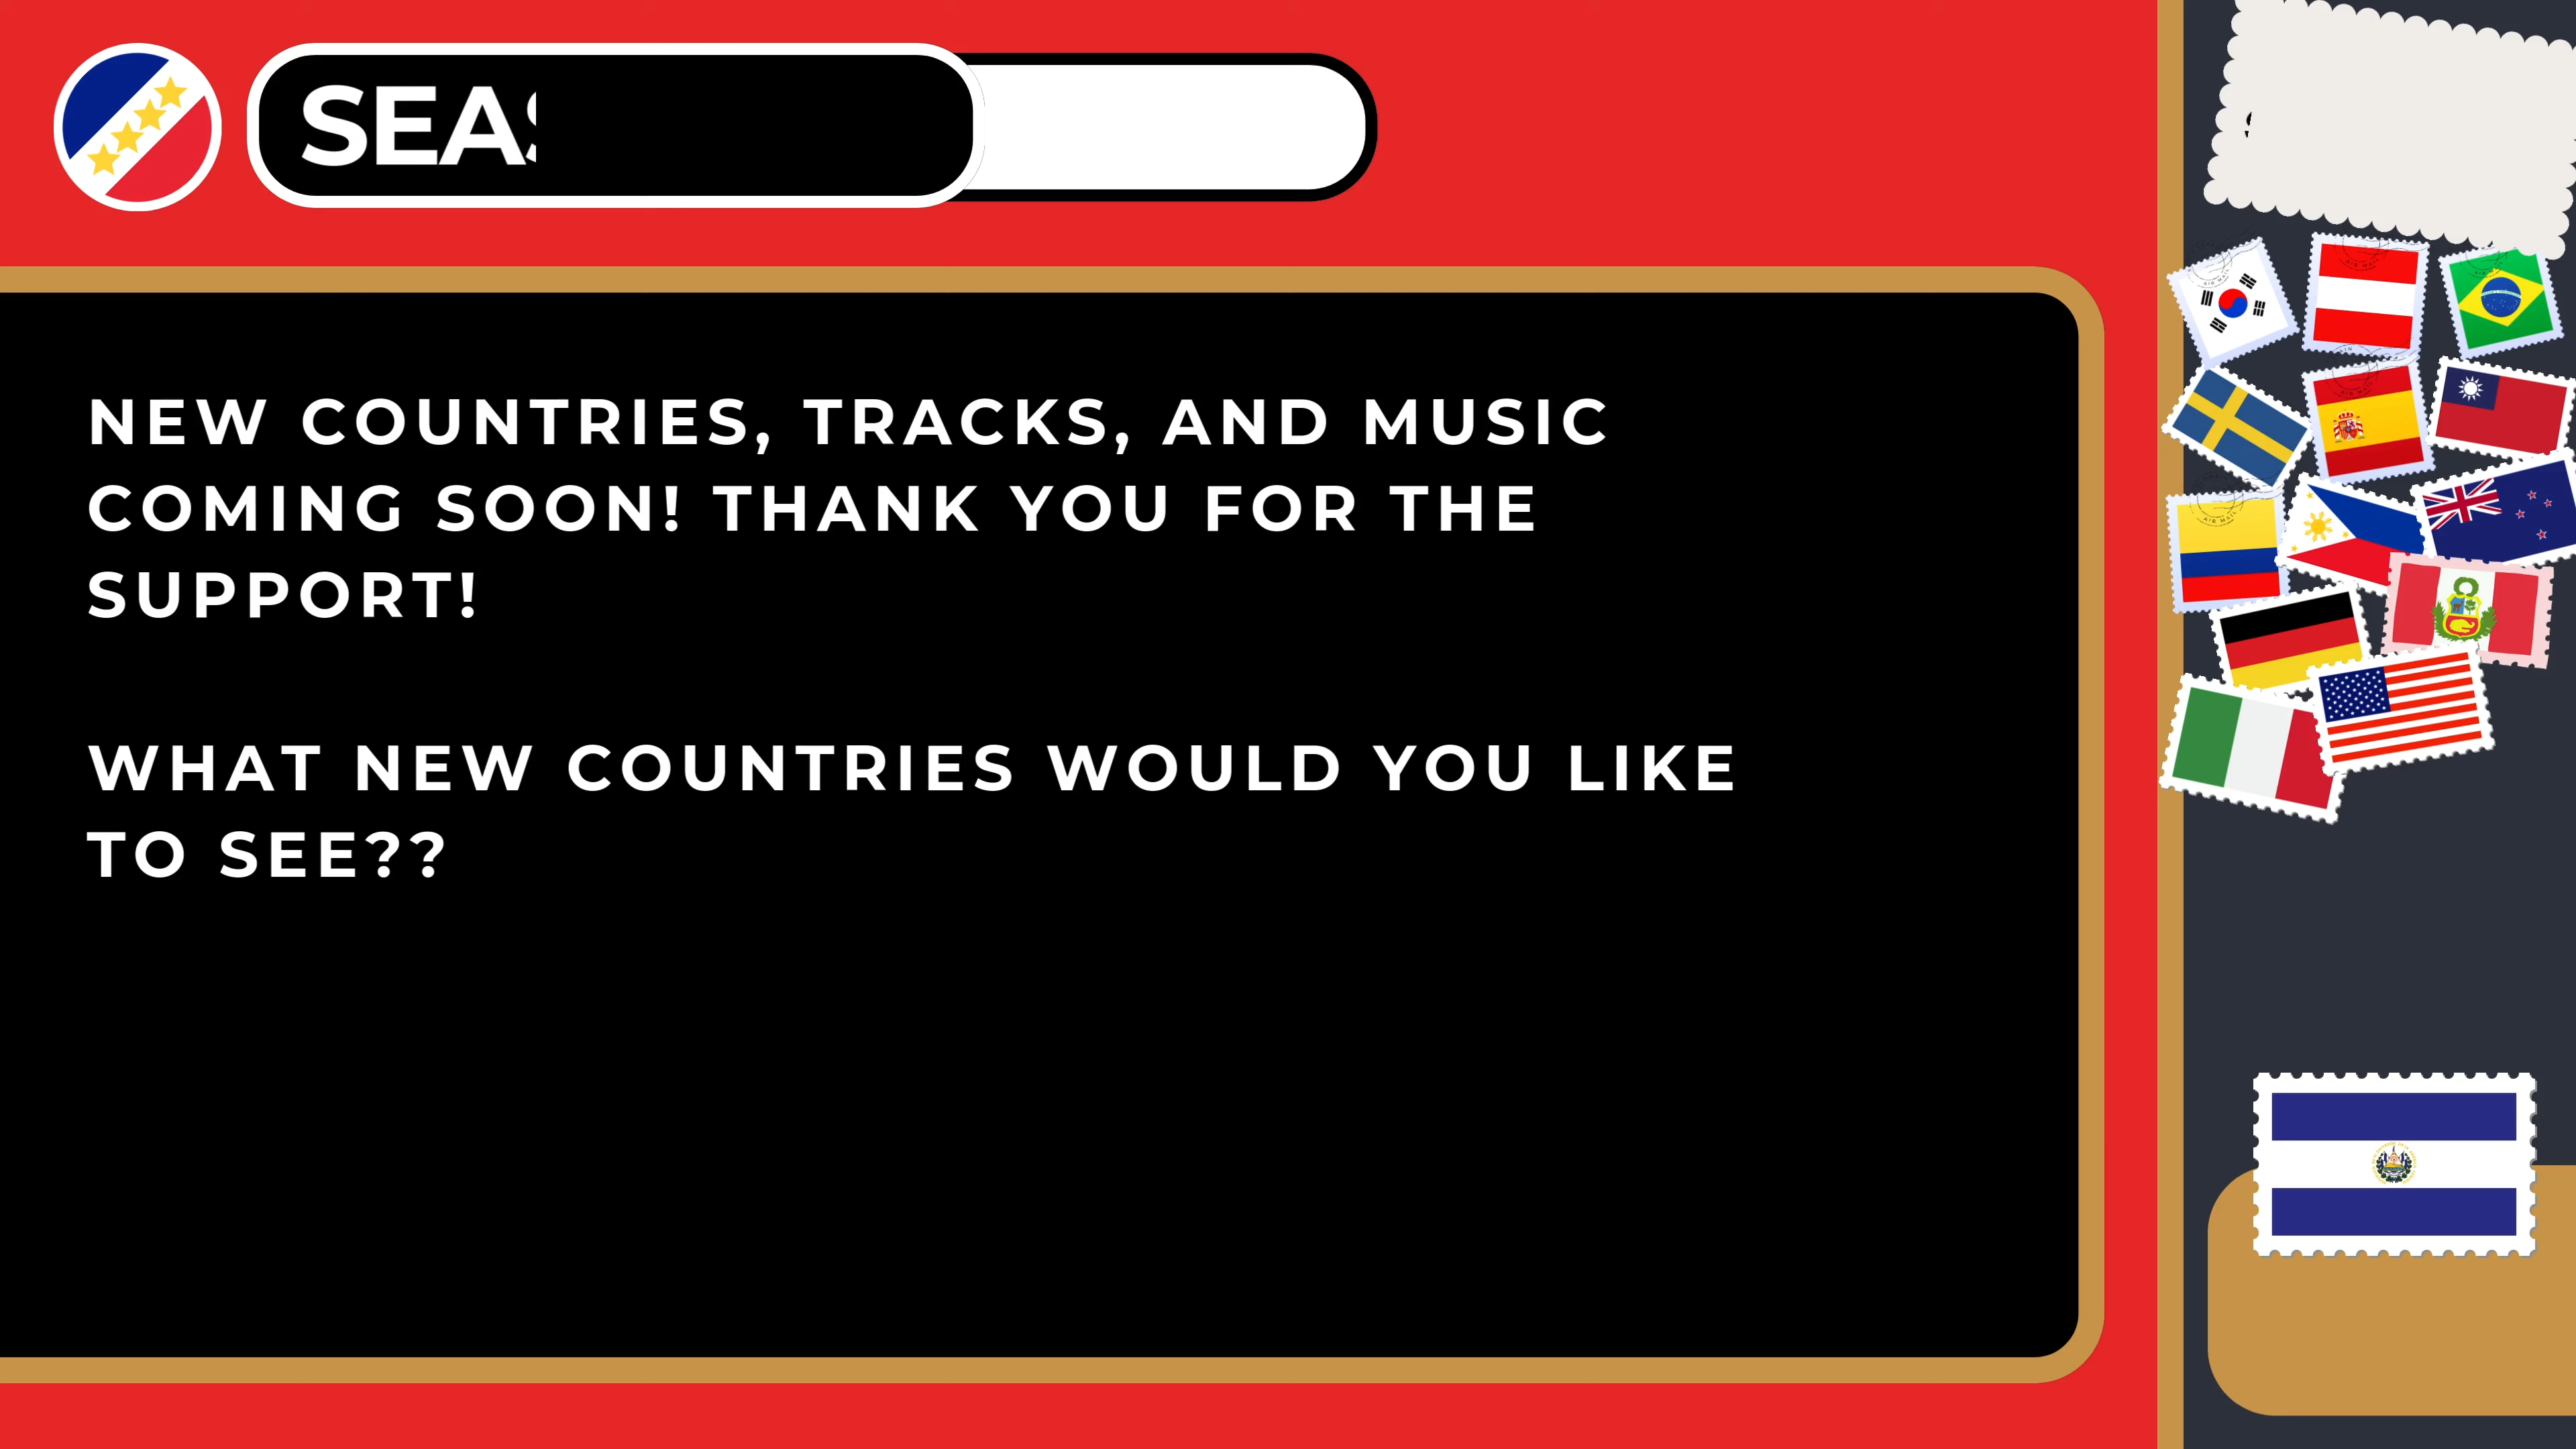 NEW COUNTRIES, TRACKS, AND MUSIC
COMING SOON! THANK YOU FOR THE
SUPPORT!
WHAT NEW COUNTRIES WOULD YOU LIKE
TO SEE??